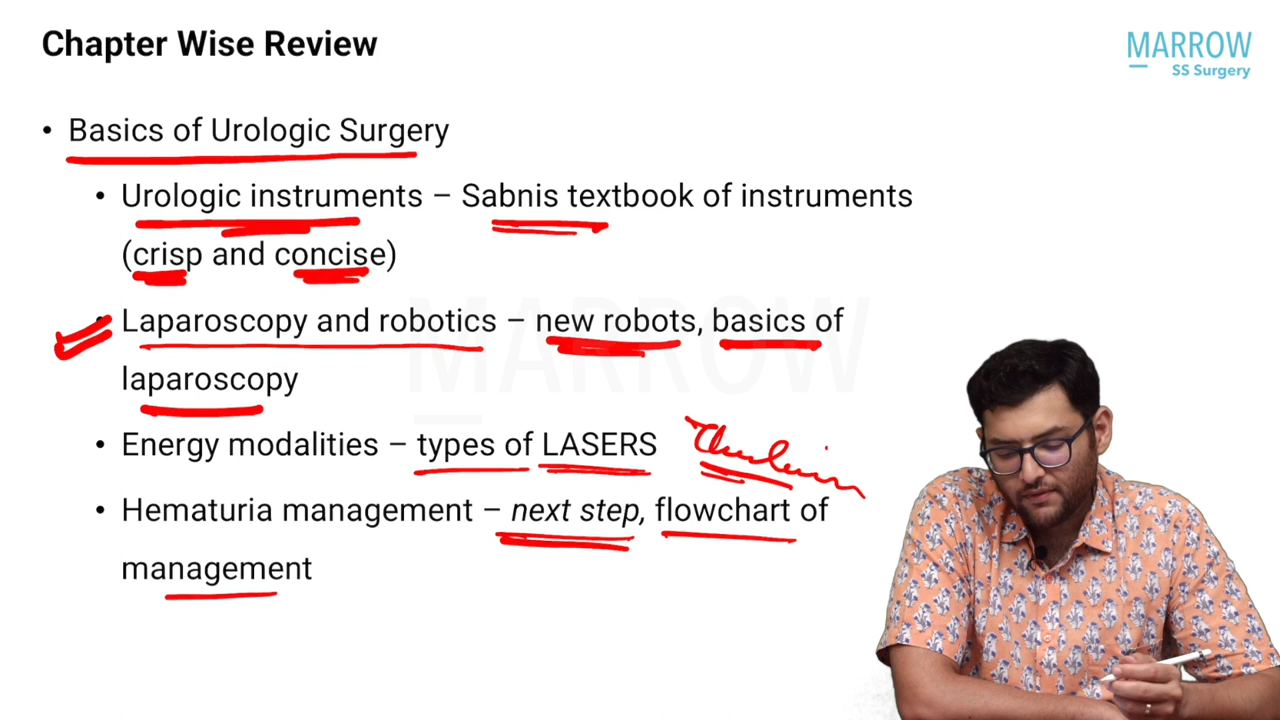 Chapter Wise Review
MARROW
SS Surgery
• Basics of Urologic Surgery
• Urologic instruments – Sabnis textbook of instruments
(crisp and concise)
• Laparoscopy and robotics – new robots, basics of
laparoscopy
MARROW
• Energy modalities – types of LASERS
• Hematuria management – next step, flowchart of
management